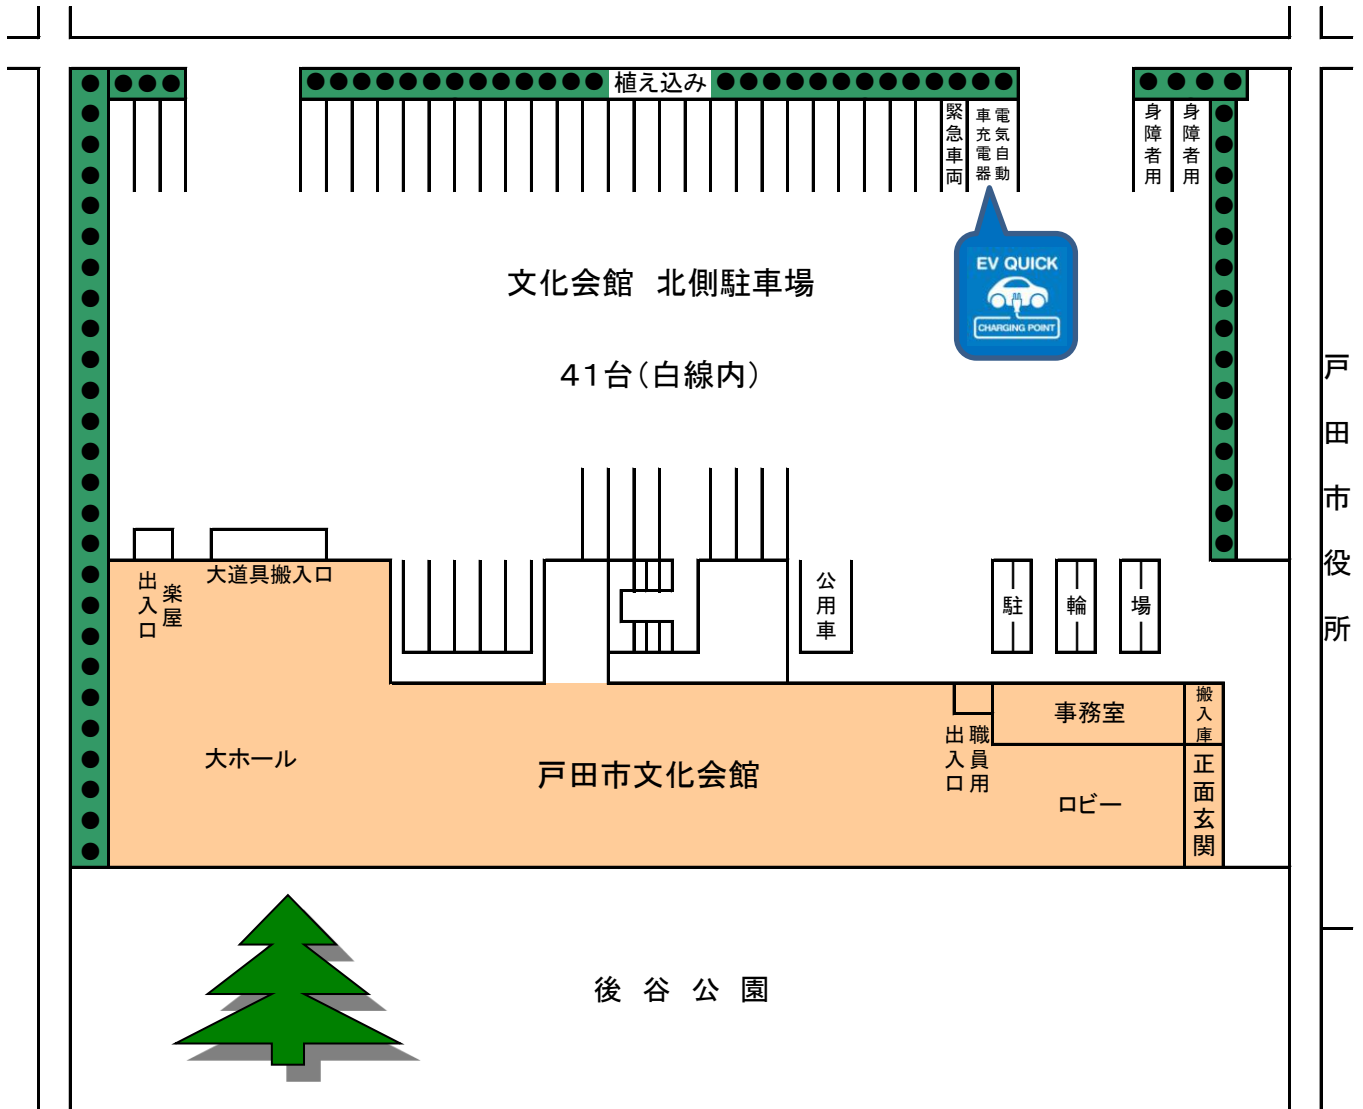 植え込み
緊急車両
電気自動
車充電器
身障者用
身障者用
EV QUICK
CHARGING POINT
文化会館　北側駐車場
41台(白線内)
戸田市役所
楽屋
出入口
大道具搬入口
公用車
駐
輪
場
大ホール
戸田市文化会館
職員用
出入口
事務室
搬入庫
ロビー
正面玄関
後谷公園